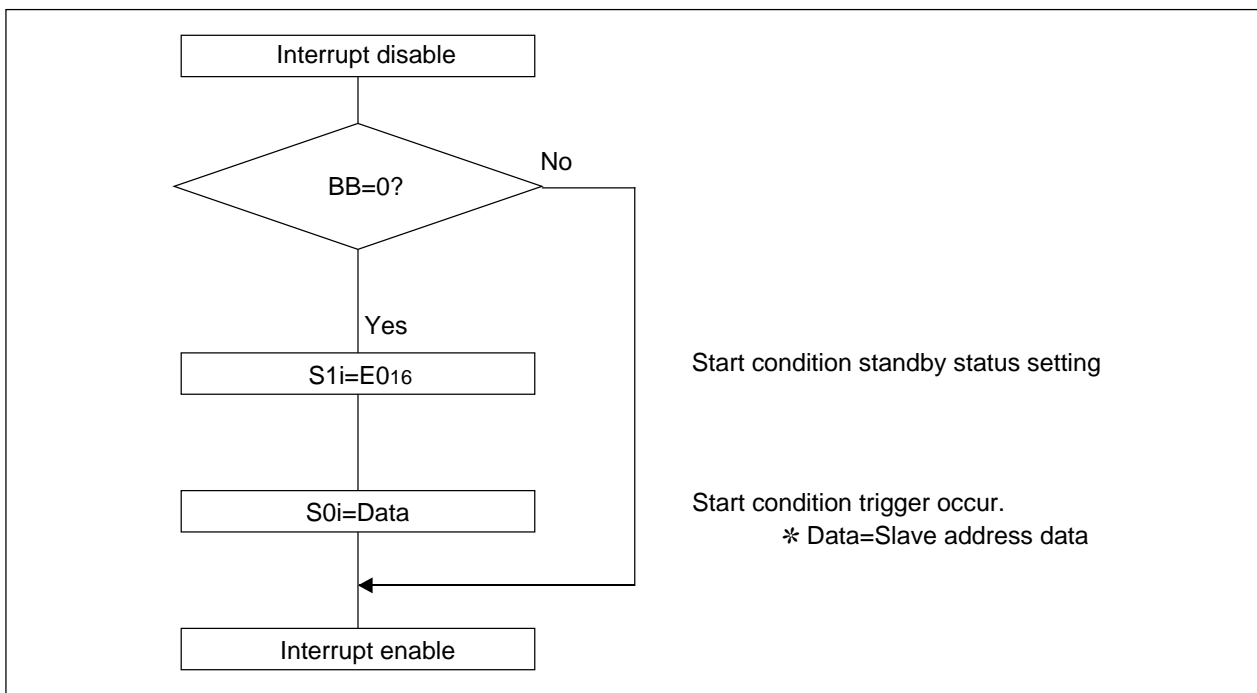 Interrupt disable
No
BB=0?
Yes
S1i=E016
Start condition standby status setting
S0i=Data
Start condition trigger occur.
✽ Data=Slave address data
Interrupt enable